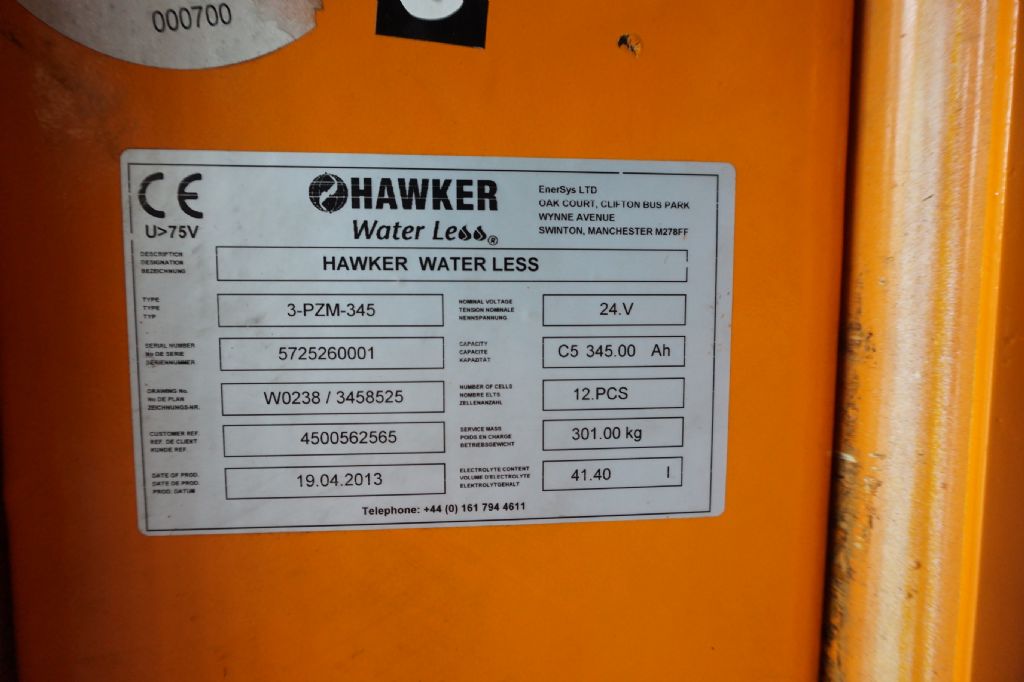 000700
CE
U>75V
HAWKER
Water Less®
EnerSys LTD
OAK COURT, CLIFTON BUS PARK
WYNNE AVENUE
SWINTON, MANCHESTER M278FF
DESCRIPTION
DESIGNATION
BEZEICHNUNG
HAWKER WATER LESS
TYPE
TYPE
TYP
3-PZM-345
NOMINAL VOLTAGE
TENSION NOMINALE
NENNSPANNUNG
24.V
SERIAL NUMBER
No DE SERIE
SERIENNUMMER
5725260001
CAPACITY
CAPACITE
KAPAZITAT
C5 345.00 Ah
DRAWING No.
No DE PLAN
ZEICHNUNGS-NR.
W0238 / 3458525
NUMBER OF CELLS
NOMBRE ELTS
ZELLENANZAHL
12.PCS
CUSTOMER REF.
REF. DE CLIENT
KUNDE REF.
4500562565
SERVICE MASS
POIDS EN CHARGE
BETRIEBSGEWICHT
301.00 kg
DATE OF PROD.
DATE DE PROD.
PROD. DATUM
19.04.2013
ELECTROLYTE CONTENT
VOLUME D'ELECTROLYTE
ELEKTROLYTGEHALT
41.40 l
Telephone: +44 (0) 161 794 4611